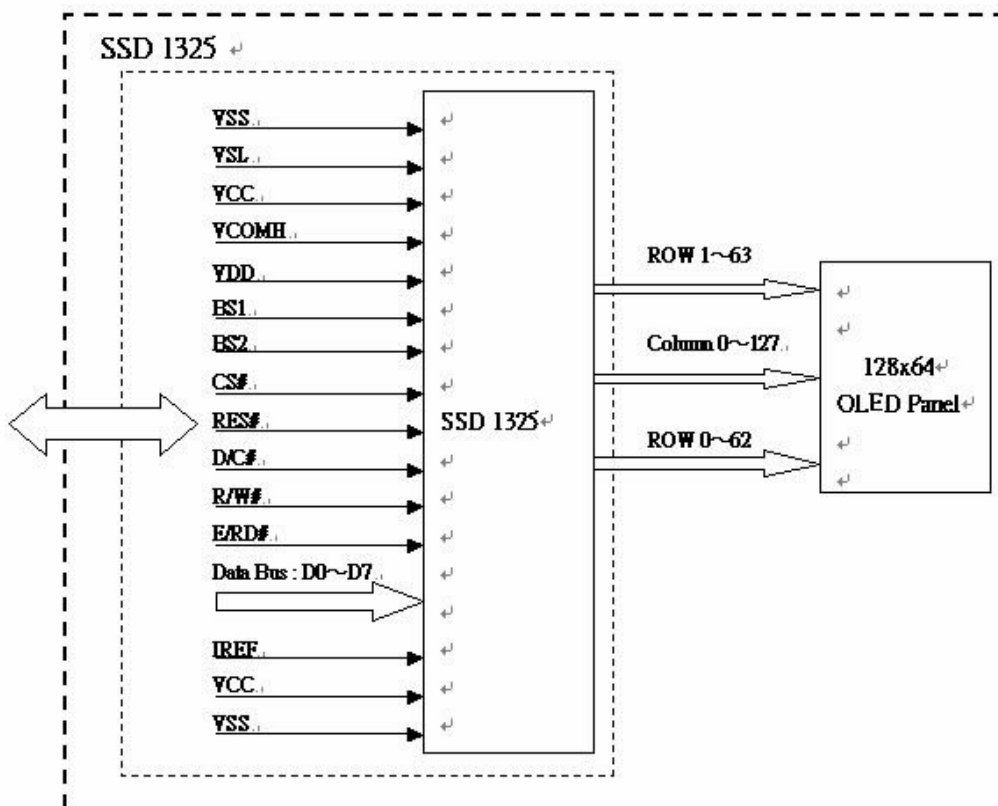 SSD 1325
VSS
VSL
VCC
VCOMH
VDD
BS1
BS2
CS#
RES#
D/C#
R/W#
E/RD#
Data Bus : D0～D7
IREF
VCC
VSS
SSD 1325
ROW 1～63
Column 0～127
ROW 0～62
128x64
OLED Panel